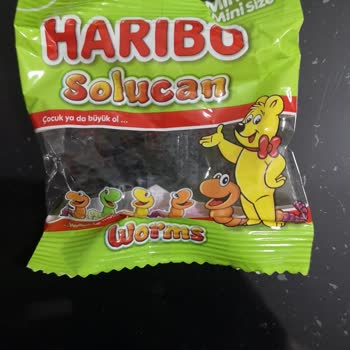 Mini
Mini size
HARIBO
Solucan
Çocuk ya da büyük ol ...
Worms